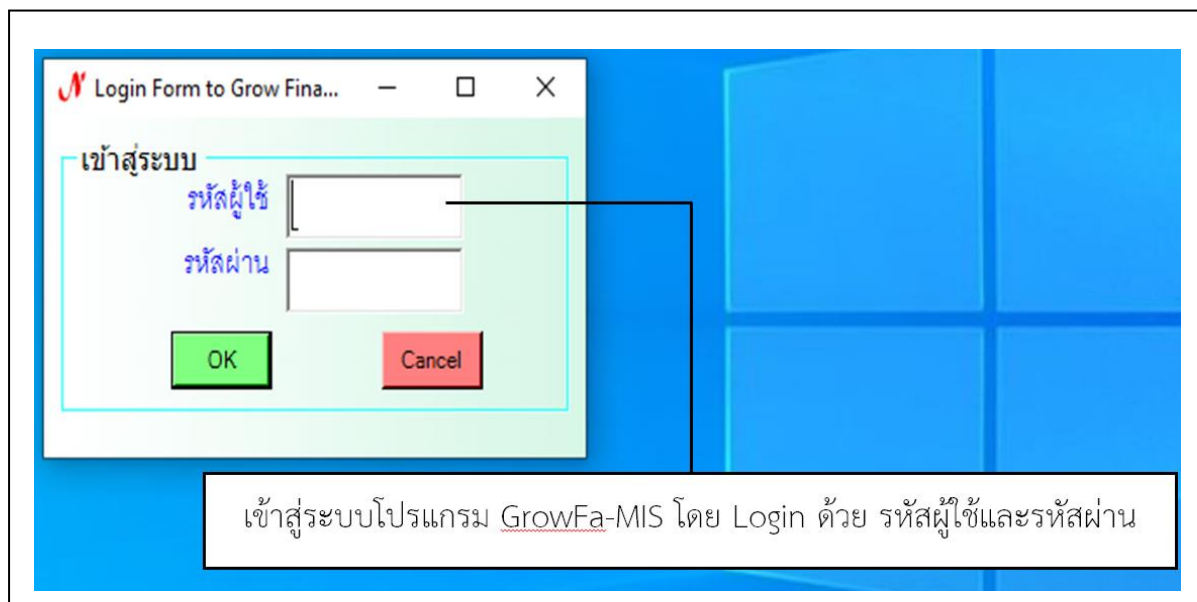 N Login Form to Grow Fina...
เข้าสู่ระบบ
รหัสผู้ใช้
รหัสผ่าน
OK Cancel
เข้าสู่ระบบโปรแกรม GrowFa-MIS โดย Login ด้วย รหัสผู้ใช้และรหัสผ่าน